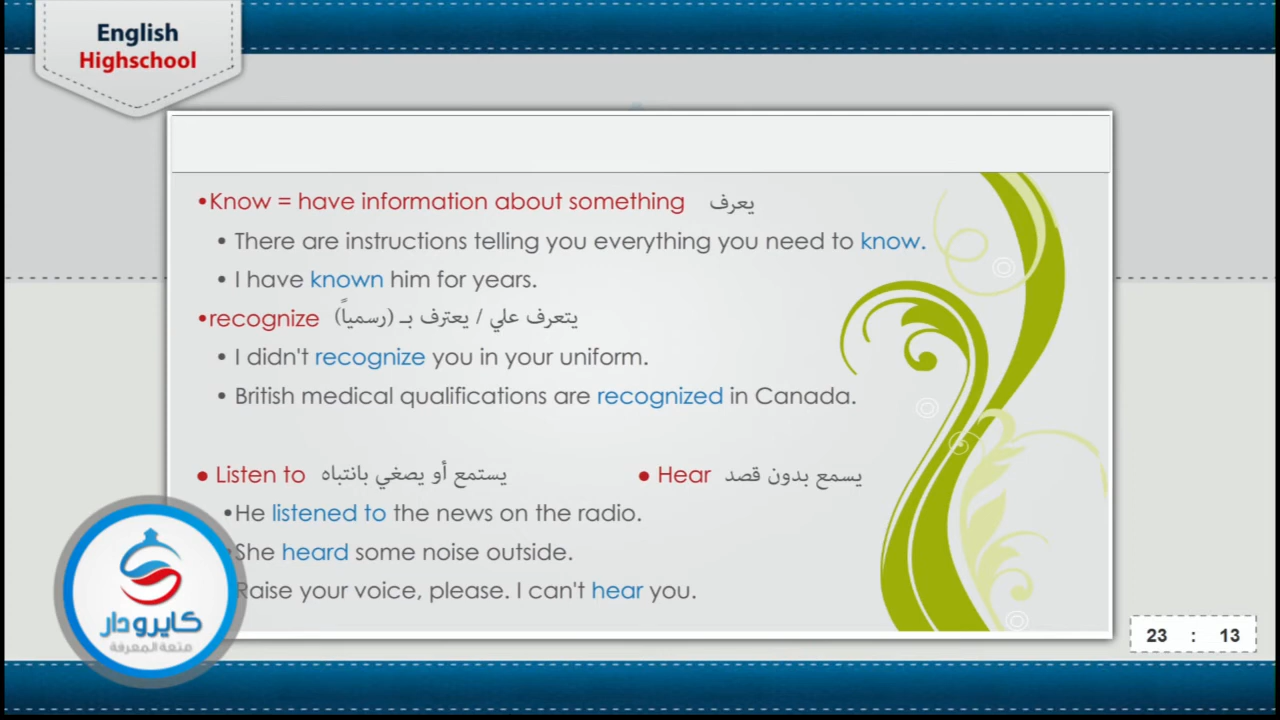 English
Highschool
•Know = have information about something يعرف
• There are instructions telling you everything you need to know.
• I have known him for years.
•recognize يتعرف علي / يعترف بـ (رسمياً)
• I didn't recognize you in your uniform.
• British medical qualifications are recognized in Canada.
● Listen to يستمع أو يصغي بانتباه ● Hear يسمع بدون قصد
•He listened to the news on the radio.
•She heard some noise outside.
Raise your voice, please. I can't hear you.
كايرودار
متعة المعرفة
23 : 13